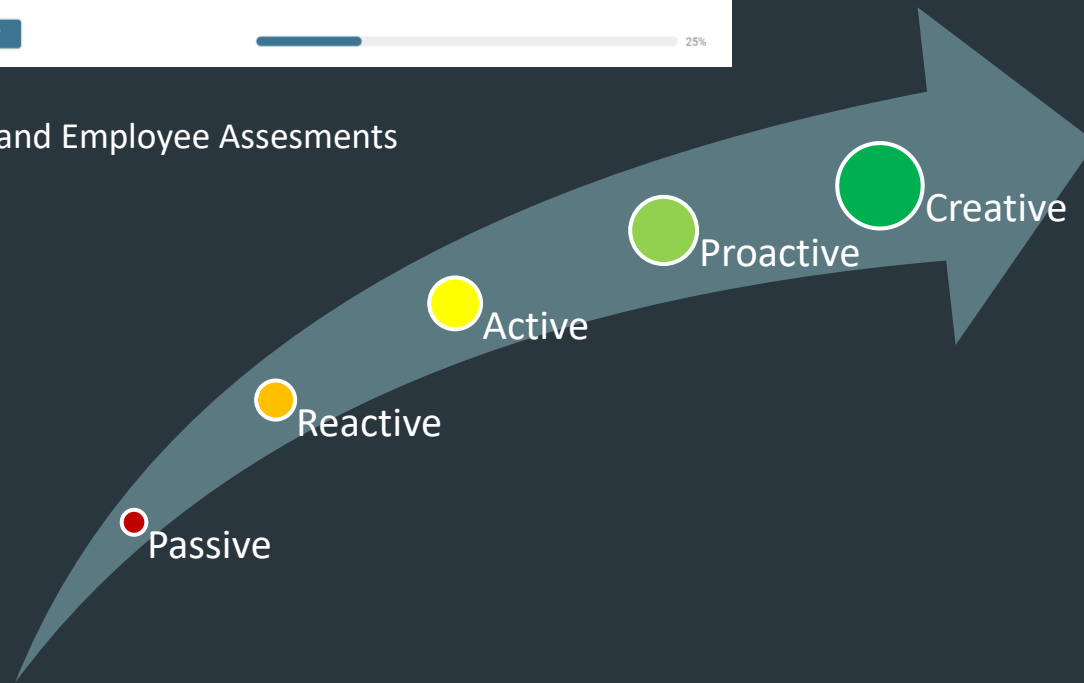 25%
and Employee Assesments
Creative
Proactive
Active
Reactive
Passive